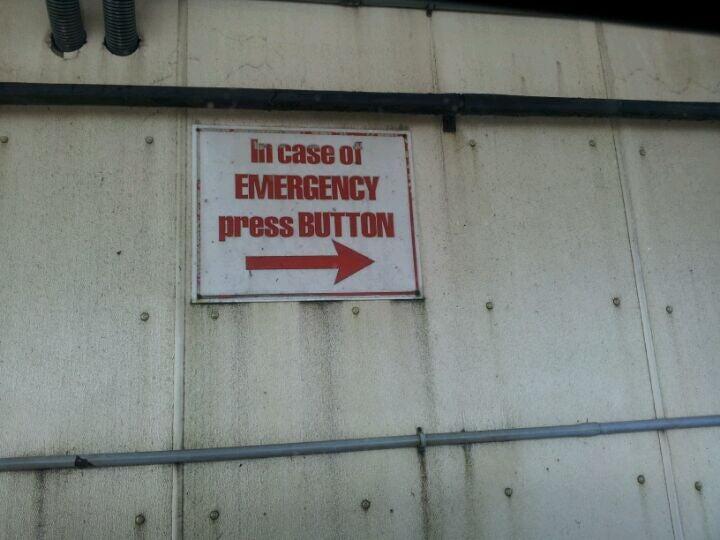 In case of
EMERGENCY
press BUTTON